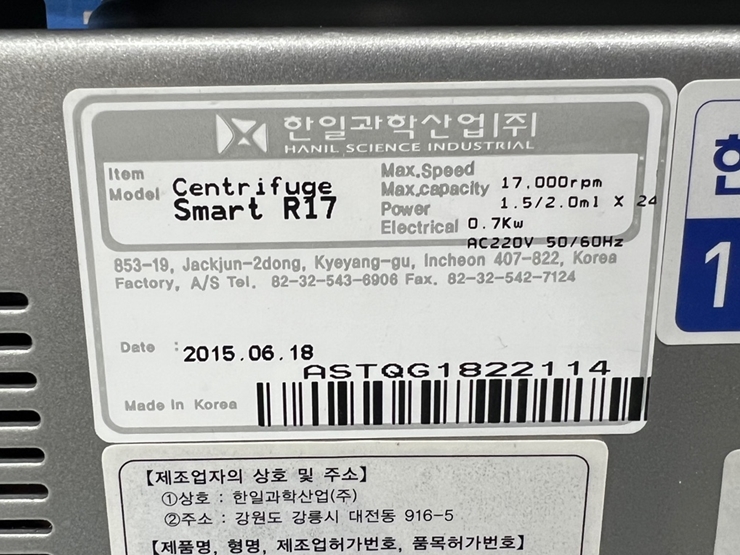 한일과학산업|주|
HANIL SCIENCE INDUSTRIAL
Item Centrifuge
Model Smart R17
Max.Speed 17.000rpm
Max.capacity 1.5/2.0ml X 24
Power 0.7Kw
Electrical AC220V 50/60Hz
853-19, Jackjun-2dong, Kyeyang-gu, Incheon 407-822, Korea
Factory, A/S Tel. 82-32-543-6906 Fax. 82-32-542-7124
Date : 2015.06.18
ASTQG1822114
Made in Korea
한
1
【제조업자의 상호 및 주소】
①상호 : 한일과학산업(주)
②주소 : 강원도 강릉시 대전동 916-5
【제품명, 형명, 제조업허가번호, 품목허가번호】